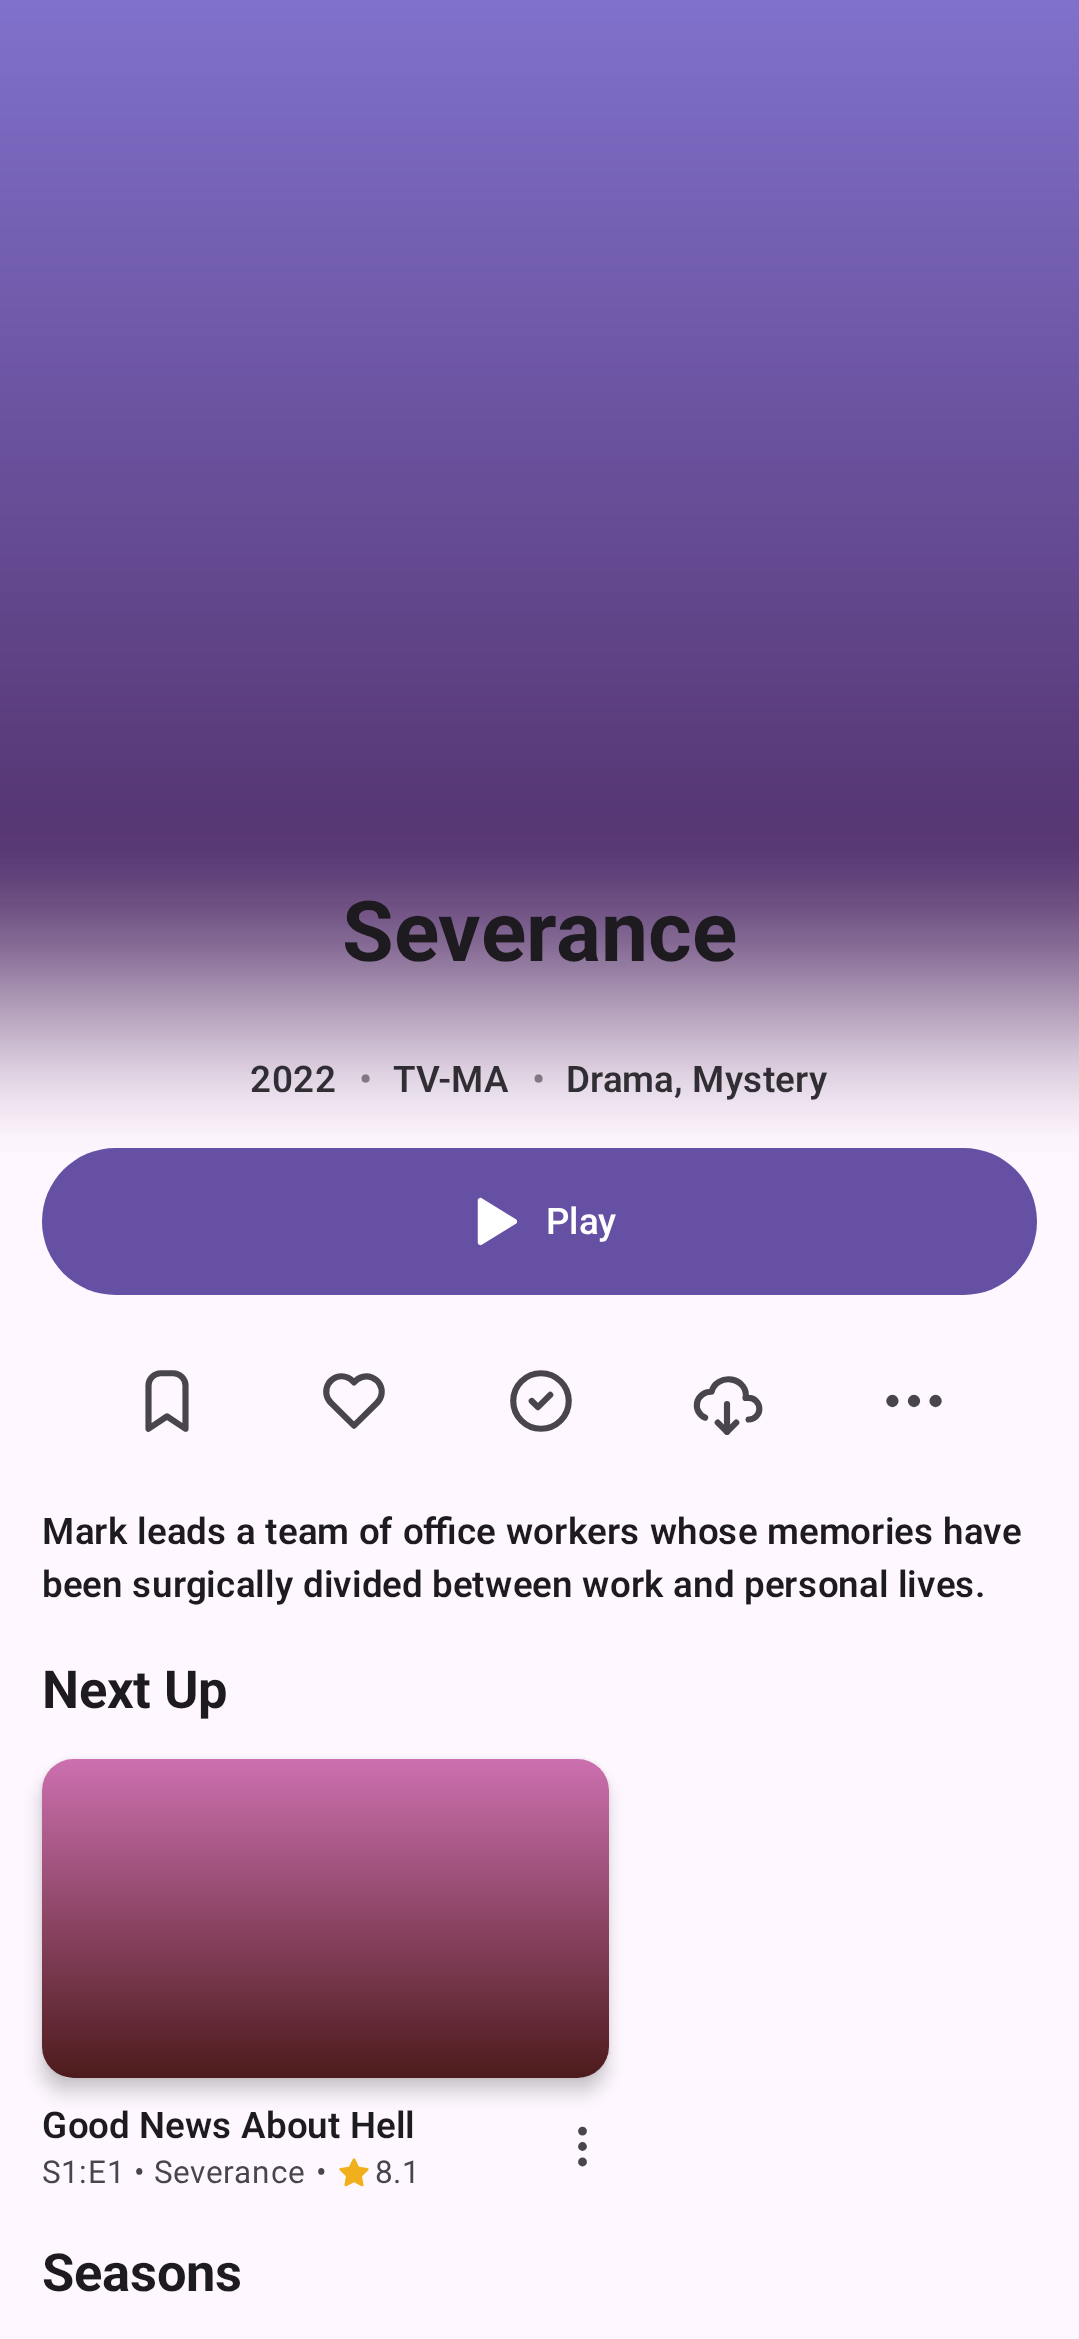 Severance
2022 • TV-MA • Drama, Mystery
Play
Mark leads a team of office workers whose memories have
been surgically divided between work and personal lives.
Next Up
Good News About Hell
S1:E1 • Severance • 8.1
Seasons